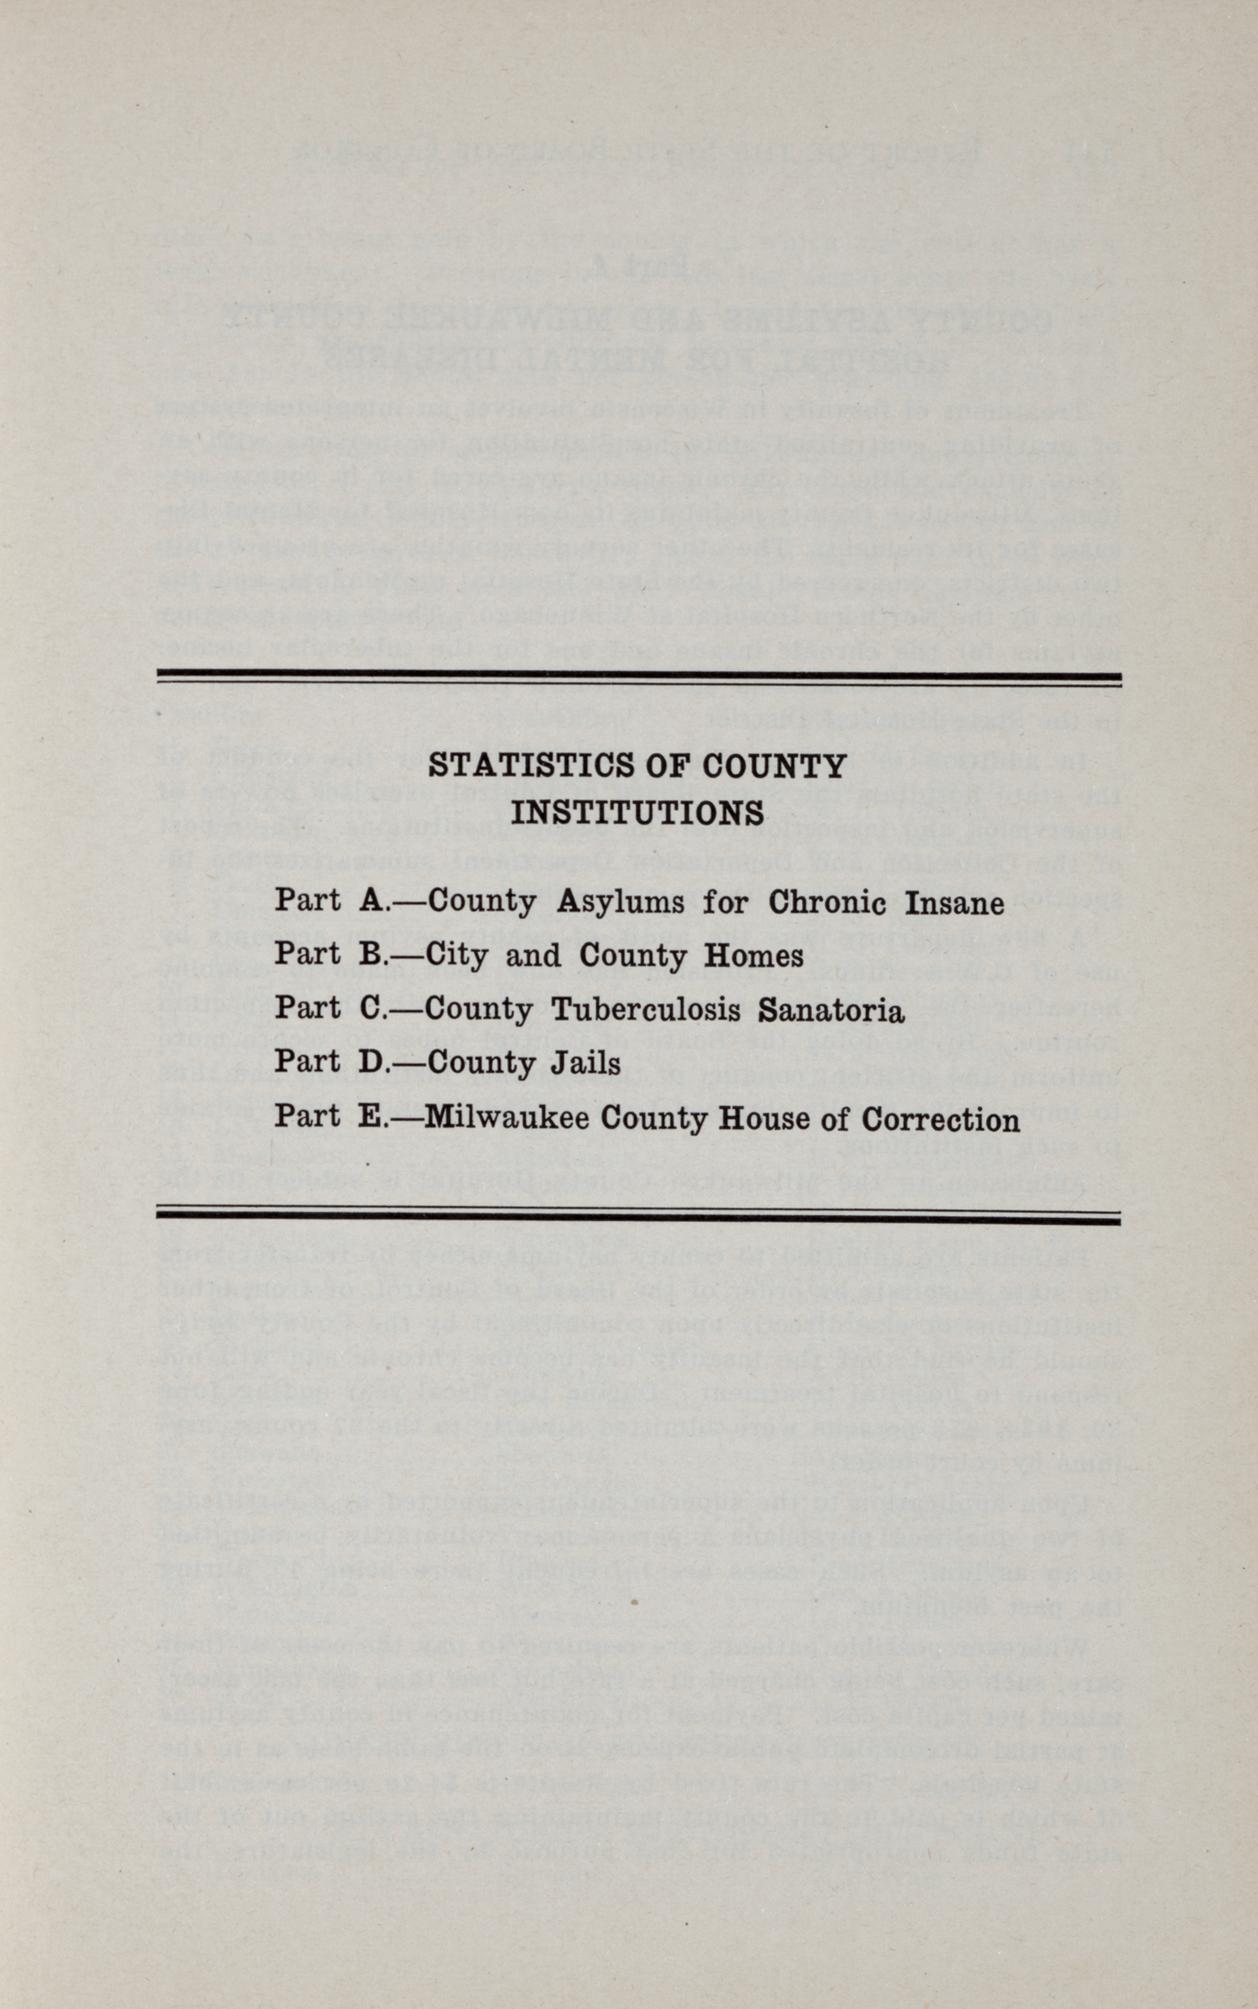 STATISTICS OF COUNTY
INSTITUTIONS
Part A.—County Asylums for Chronic Insane
Part B.—City and County Homes
Part C.—County Tuberculosis Sanatoria
Part D.—County Jails
Part E.—Milwaukee County House of Correction